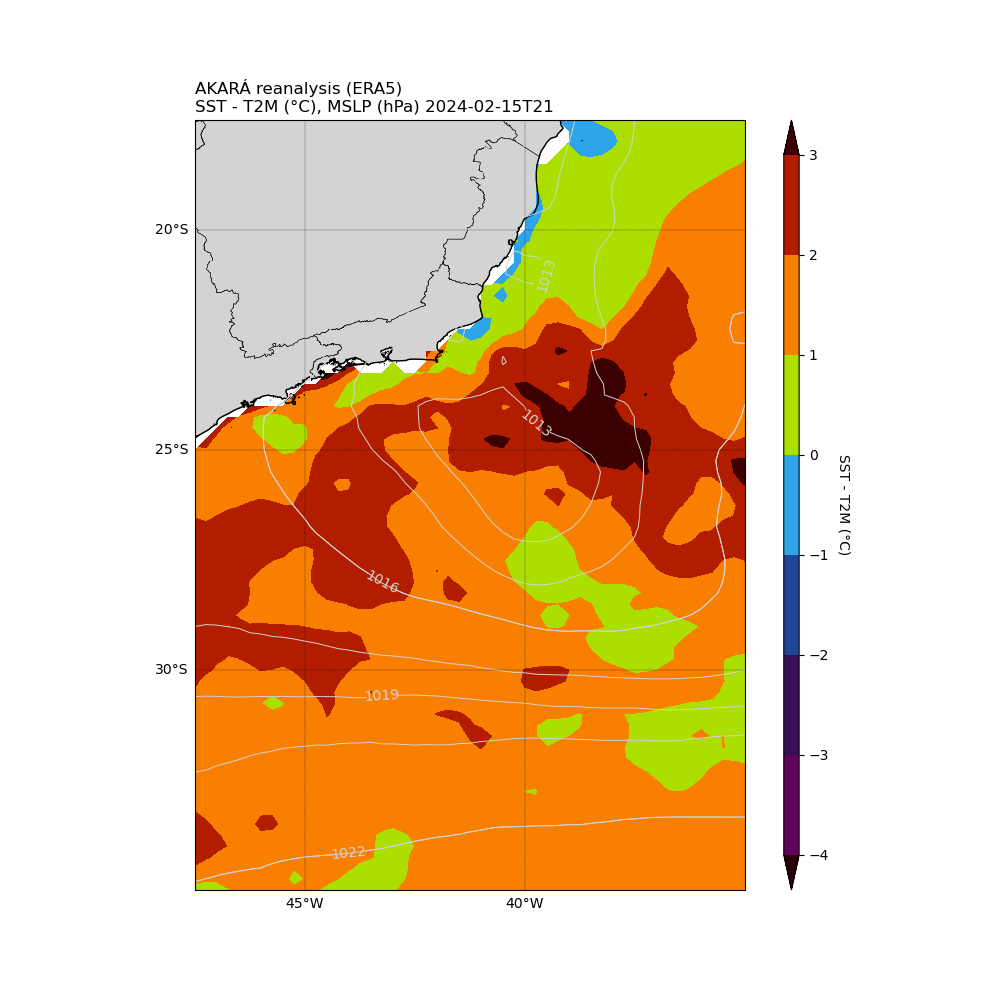 AKARÁ reanalysis (ERA5)
SST - T2M (°C), MSLP (hPa) 2024-02-15T21
3
2
20°S
1013
1
1013
25°S
0
SST - T2M (°C)
−1
1016
−2
30°S
1019
−3
1022
−4
45°W
40°W